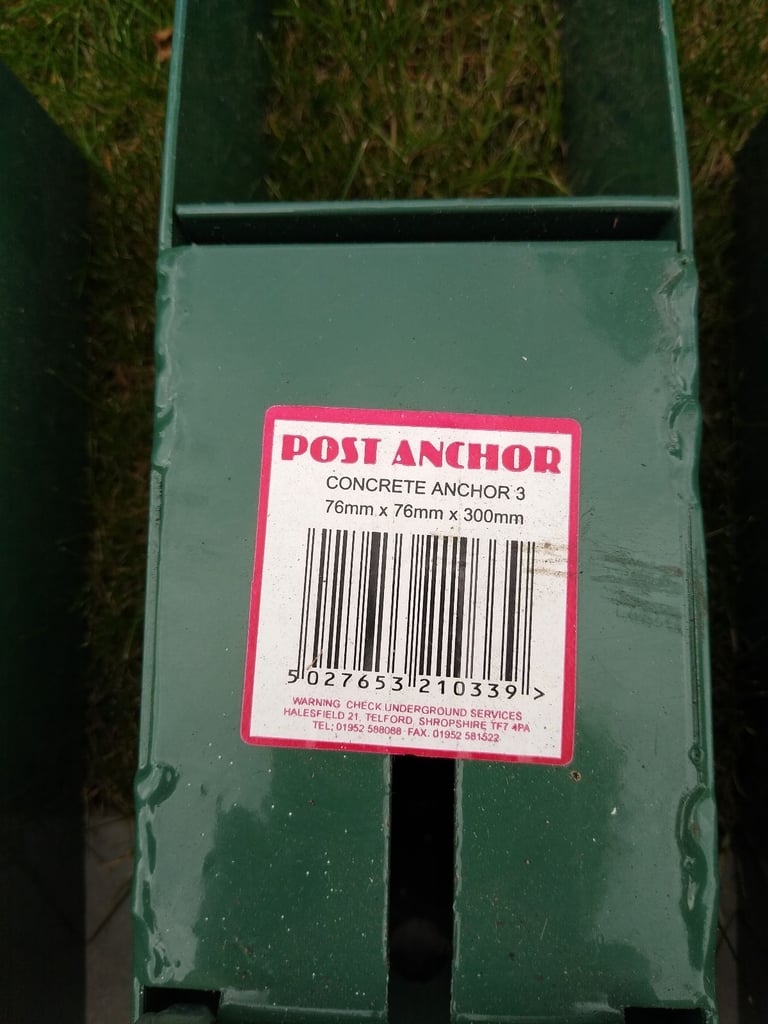 POST ANCHOR
CONCRETE ANCHOR 3
76mm x 76mm x 300mm
5 027653 210339 >
WARNING CHECK UNDERGROUND SERVICES
HALESFIELD 21, TELFORD, SHROPSHIRE TF7 4PA
TEL; 01952 588088 FAX. 01952 581522